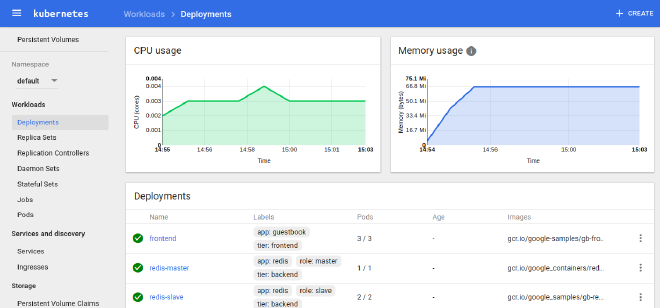 kubernetes
Workloads > Deployments
+ CREATE
Persistent Volumes
Namespace
default
Workloads
Deployments
Replica Sets
Replication Controllers
Daemon Sets
Stateful Sets
Jobs
Pods
Services and discovery
Services
Ingresses
Storage
Persistent Volume Claims
CPU usage
CPU (cores)
0.004
0.004
0.003
0.002
0.001
0
14:55
14:56
14:58
15:00
15:01
15:03
Time
Memory usage
Memory (bytes)
75.1 Mi
66.8 Mi
50.1 Mi
33.4 Mi
16.7 Mi
0
14:54
14:56
15:00
15:03
Time
Deployments
Name Labels Pods Age Images
frontend app: guestbook tier: frontend 3 / 3 - gcr.io/google-samples/gb-fro...
redis-master app: redis role: master tier: backend 1 / 1 - gcr.io/google_containers/red...
redis-slave app: redis role: slave tier: backend 2 / 2 - gcr.io/google_samples/gb-re...